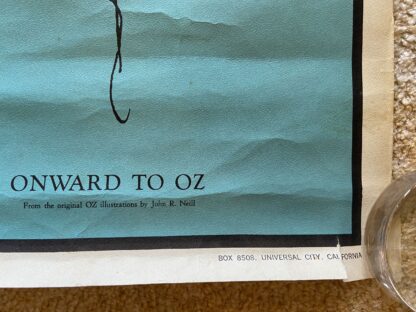 ONWARD TO OZ
From the original OZ illustrations by John R. Neill
BOX 8508, UNIVERSAL CITY, CALIFORNIA